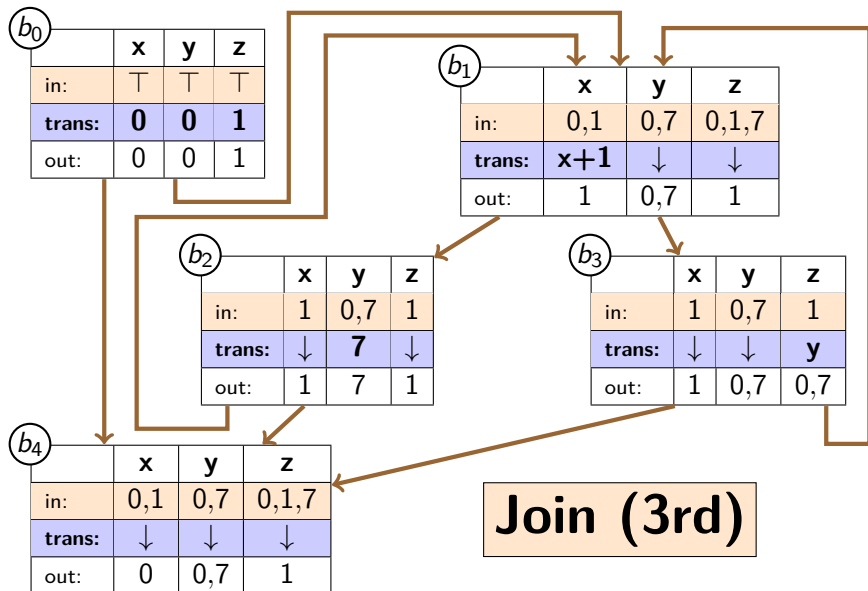 b0
x y z
in: ⊤ ⊤ ⊤
trans: 0 0 1
out: 0 0 1
b1
x y z
in: 0,1 0,7 0,1,7
trans: x+1 ↓ ↓
out: 1 0,7 1
b2
x y z
in: 1 0,7 1
trans: ↓ 7 ↓
out: 1 7 1
b3
x y z
in: 1 0,7 1
trans: ↓ ↓ y
out: 1 0,7 0,7
b4
x y z
in: 0,1 0,7 0,1,7
trans: ↓ ↓ ↓
out: 0 0,7 1
Join (3rd)